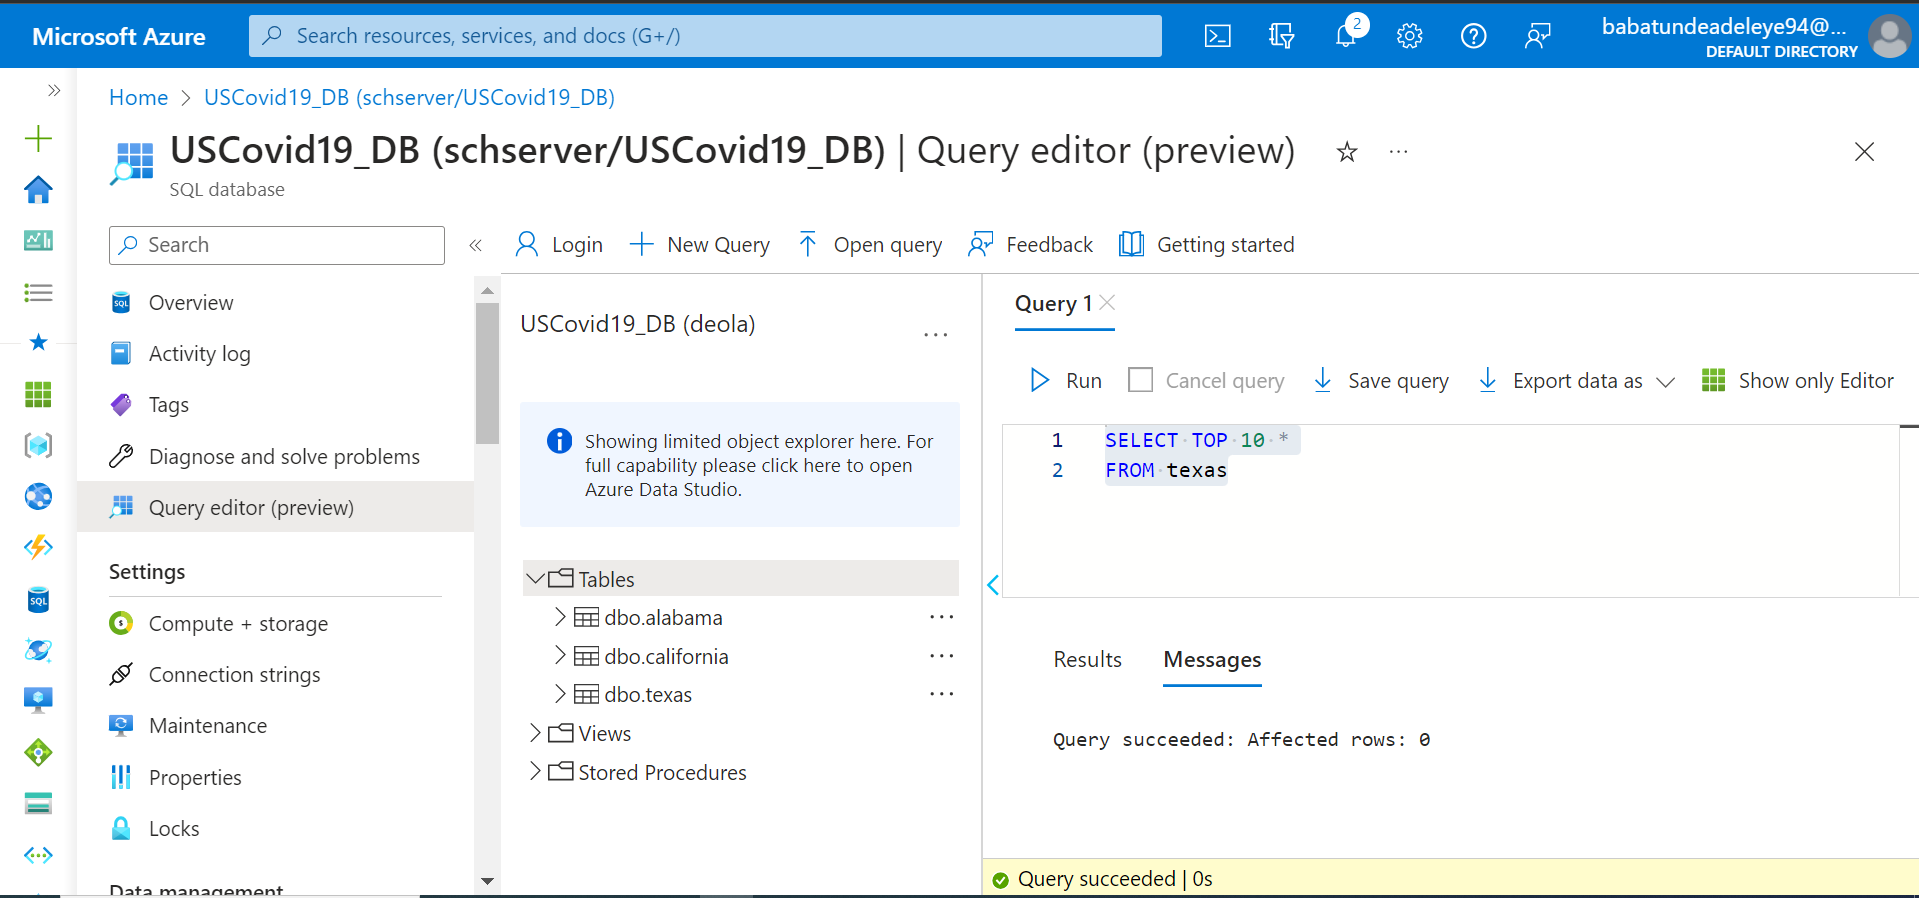 Microsoft Azure
Search resources, services, and docs (G+/)
2
babatundeadeleye94@...
DEFAULT DIRECTORY
Home > USCovid19_DB (schserver/USCovid19_DB)
USCovid19_DB (schserver/USCovid19_DB) | Query editor (preview)
SQL database
Search
Login
New Query
Open query
Feedback
Getting started
Overview
Activity log
Tags
Diagnose and solve problems
Query editor (preview)
Settings
Compute + storage
Connection strings
Maintenance
Properties
Locks
Data management
USCovid19_DB (deola)
Showing limited object explorer here. For
full capability please click here to open
Azure Data Studio.
Tables
dbo.alabama
dbo.california
dbo.texas
Views
Stored Procedures
Query 1
Run
Cancel query
Save query
Export data as
Show only Editor
1 SELECT TOP 10 *
2 FROM texas
Results
Messages
Query succeeded: Affected rows: 0
Query succeeded | 0s